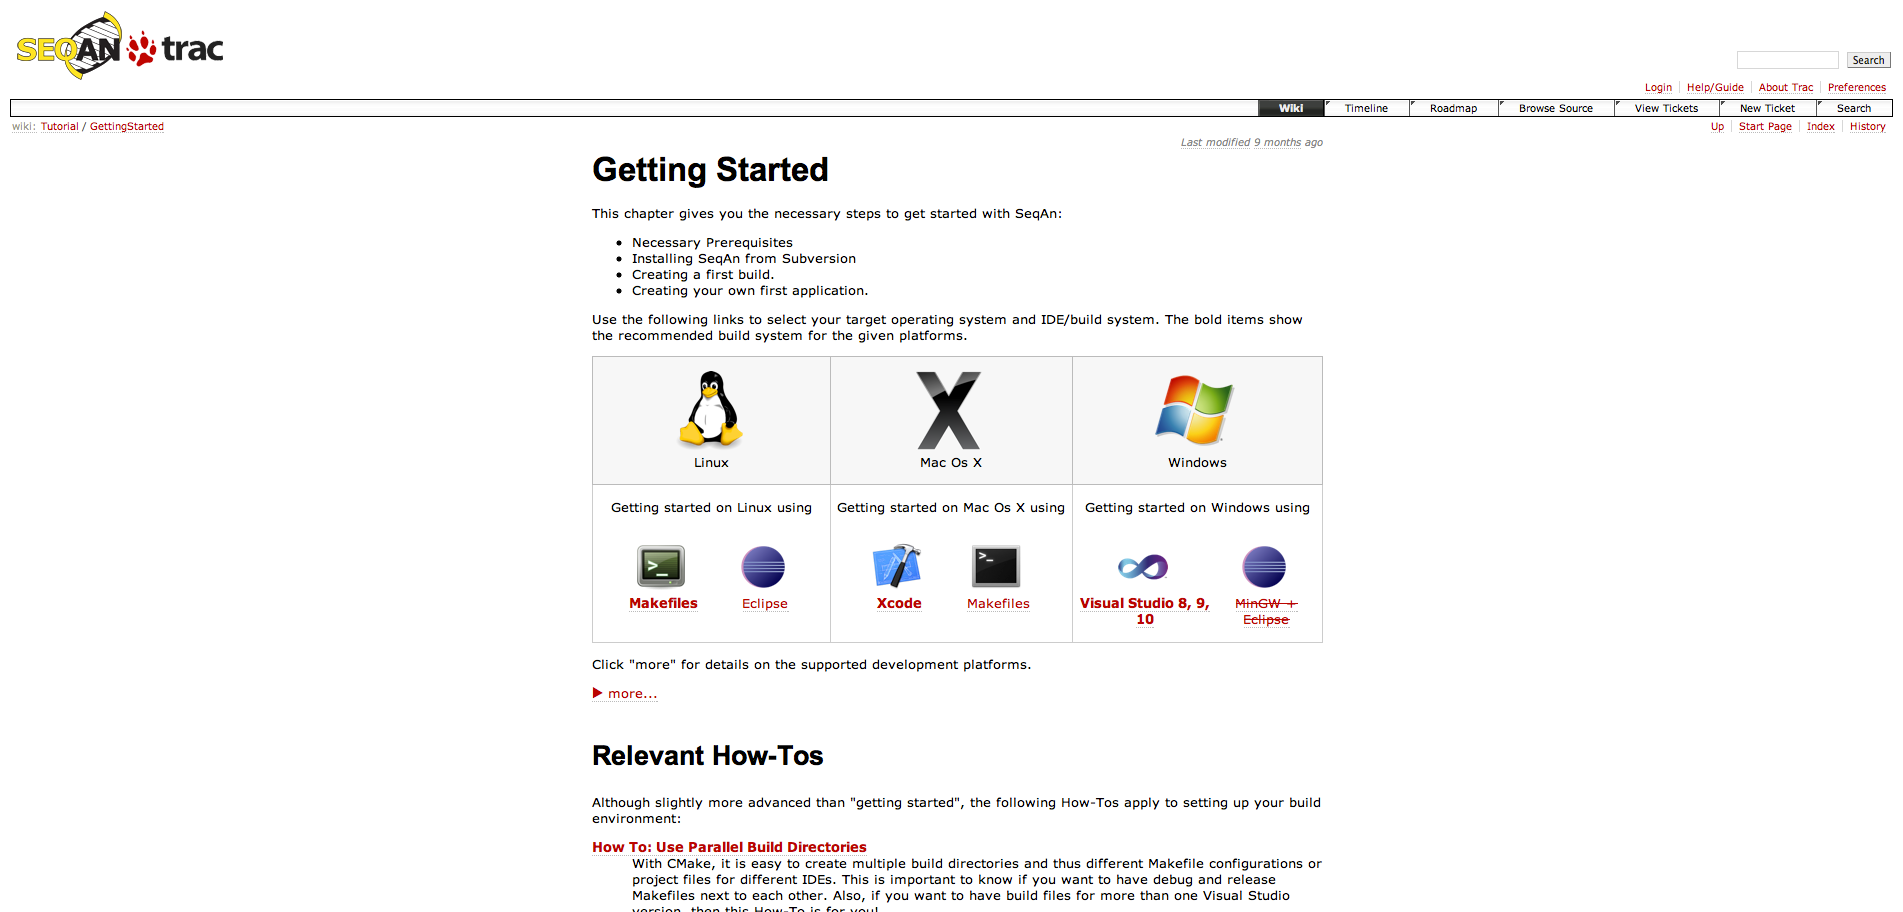 SEQAN trac
Search
Login Help/Guide About Trac Preferences
Wiki Timeline Roadmap Browse Source View Tickets New Ticket Search
wiki: Tutorial / GettingStarted
Up Start Page Index History
Last modified 9 months ago
Getting Started
This chapter gives you the necessary steps to get started with SeqAn:
• Necessary Prerequisites
• Installing SeqAn from Subversion
• Creating a first build.
• Creating your own first application.
Use the following links to select your target operating system and IDE/build system. The bold items show
the recommended build system for the given platforms.
Linux Mac Os X Windows
Getting started on Linux using Getting started on Mac Os X using Getting started on Windows using
>_ >_
Makefiles Eclipse Xcode Makefiles Visual Studio 8, 9, MinGW +
10 Eclipse
Click "more" for details on the supported development platforms.
▶ more...
Relevant How-Tos
Although slightly more advanced than "getting started", the following How-Tos apply to setting up your build
environment:
How To: Use Parallel Build Directories
With CMake, it is easy to create multiple build directories and thus different Makefile configurations or
project files for different IDEs. This is important to know if you want to have debug and release
Makefiles next to each other. Also, if you want to have build files for more than one Visual Studio
version, then this How-To is for you!